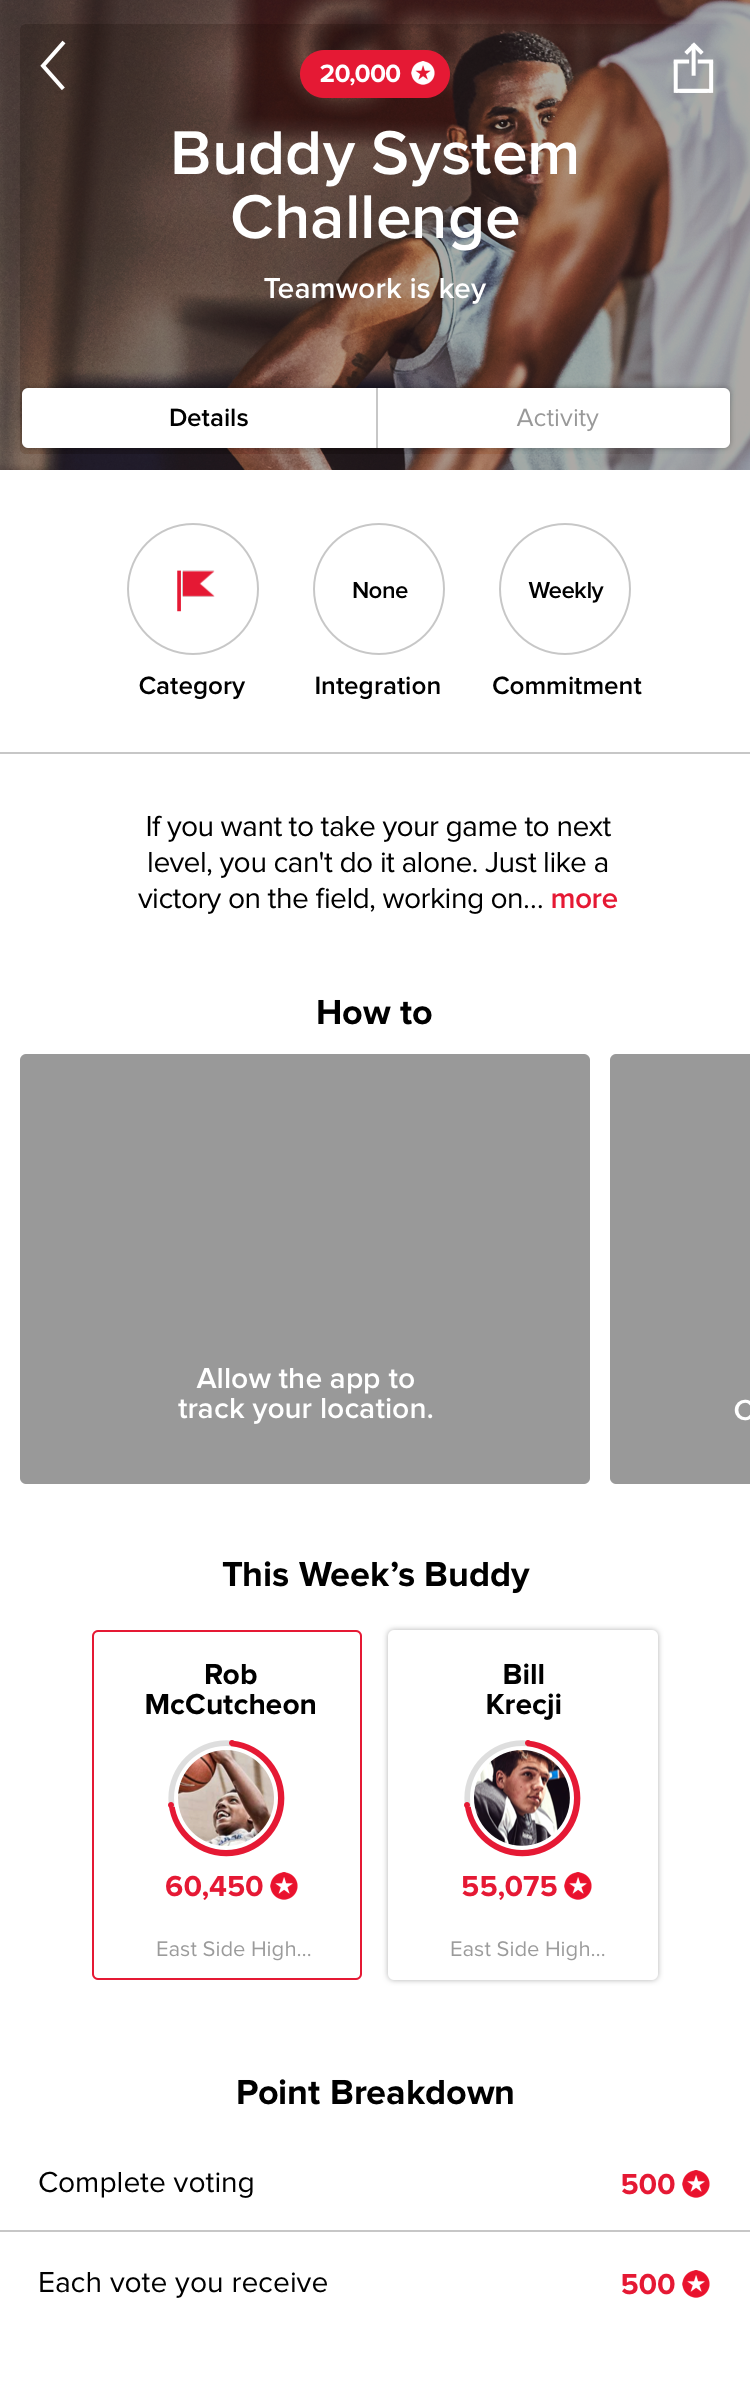 20,000
Buddy System
Challenge
Teamwork is key
Details
Activity
None
Weekly
Category
Integration
Commitment
If you want to take your game to next
level, you can't do it alone. Just like a
victory on the field, working on... more
How to
Allow the app to
track your location.
This Week’s Buddy
Rob
McCutcheon
60,450
East Side High...
Bill
Krecji
55,075
East Side High...
Point Breakdown
Complete voting
500
Each vote you receive
500